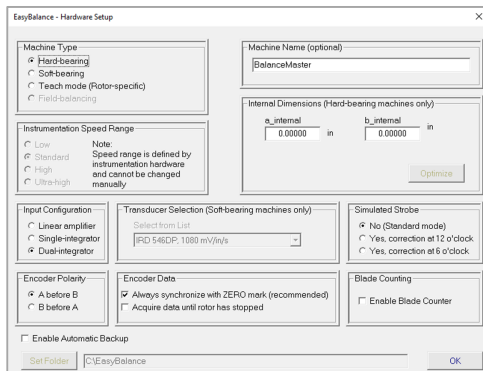 EasyBalance - Hardware Setup
Machine Type
Hard-bearing
Soft-bearing
Teach mode (Rotor-specific)
Field-balancing
Machine Name (optional)
BalanceMaster
Internal Dimensions (Hard-bearing machines only)
a_internal b_internal
0.00000 in 0.00000 in
Optimize
Instrumentation Speed Range
Low
Standard
High
Ultra-high
Note:
Speed range is defined by
instrumentation hardware
and cannot be changed
manually
Input Configuration
Linear amplifier
Single-integrator
Dual-integrator
Transducer Selection (Soft-bearing machines only)
Select from List
IRD 546DP, 1080 mV/in/s
Simulated Strobe
No (Standard mode)
Yes, correction at 12 o'clock
Yes, correction at 6 o'clock
Encoder Polarity
A before B
B before A
Encoder Data
Always synchronize with ZERO mark (recommended)
Acquire data until rotor has stopped
Blade Counting
Enable Blade Counter
Enable Automatic Backup
Set Folder C:\EasyBalance OK